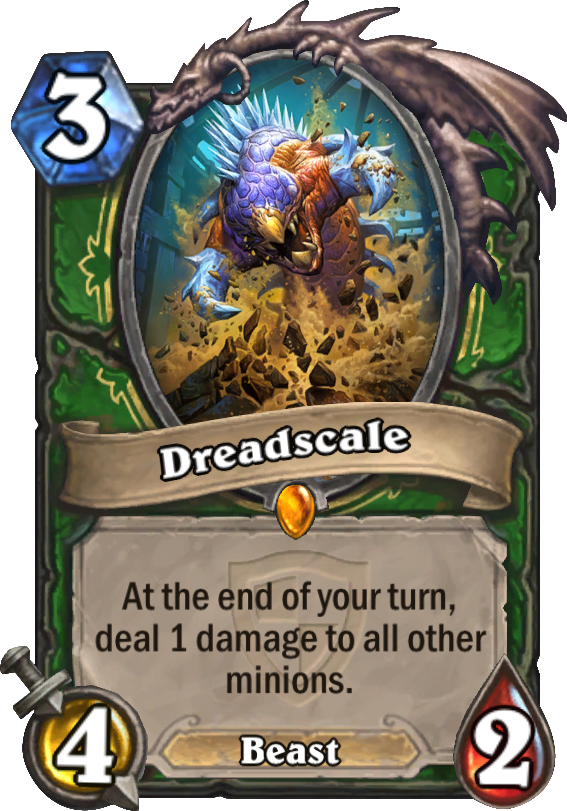 3
Dreadscale
At the end of your turn,
deal 1 damage to all other
minions.
4
Beast
2